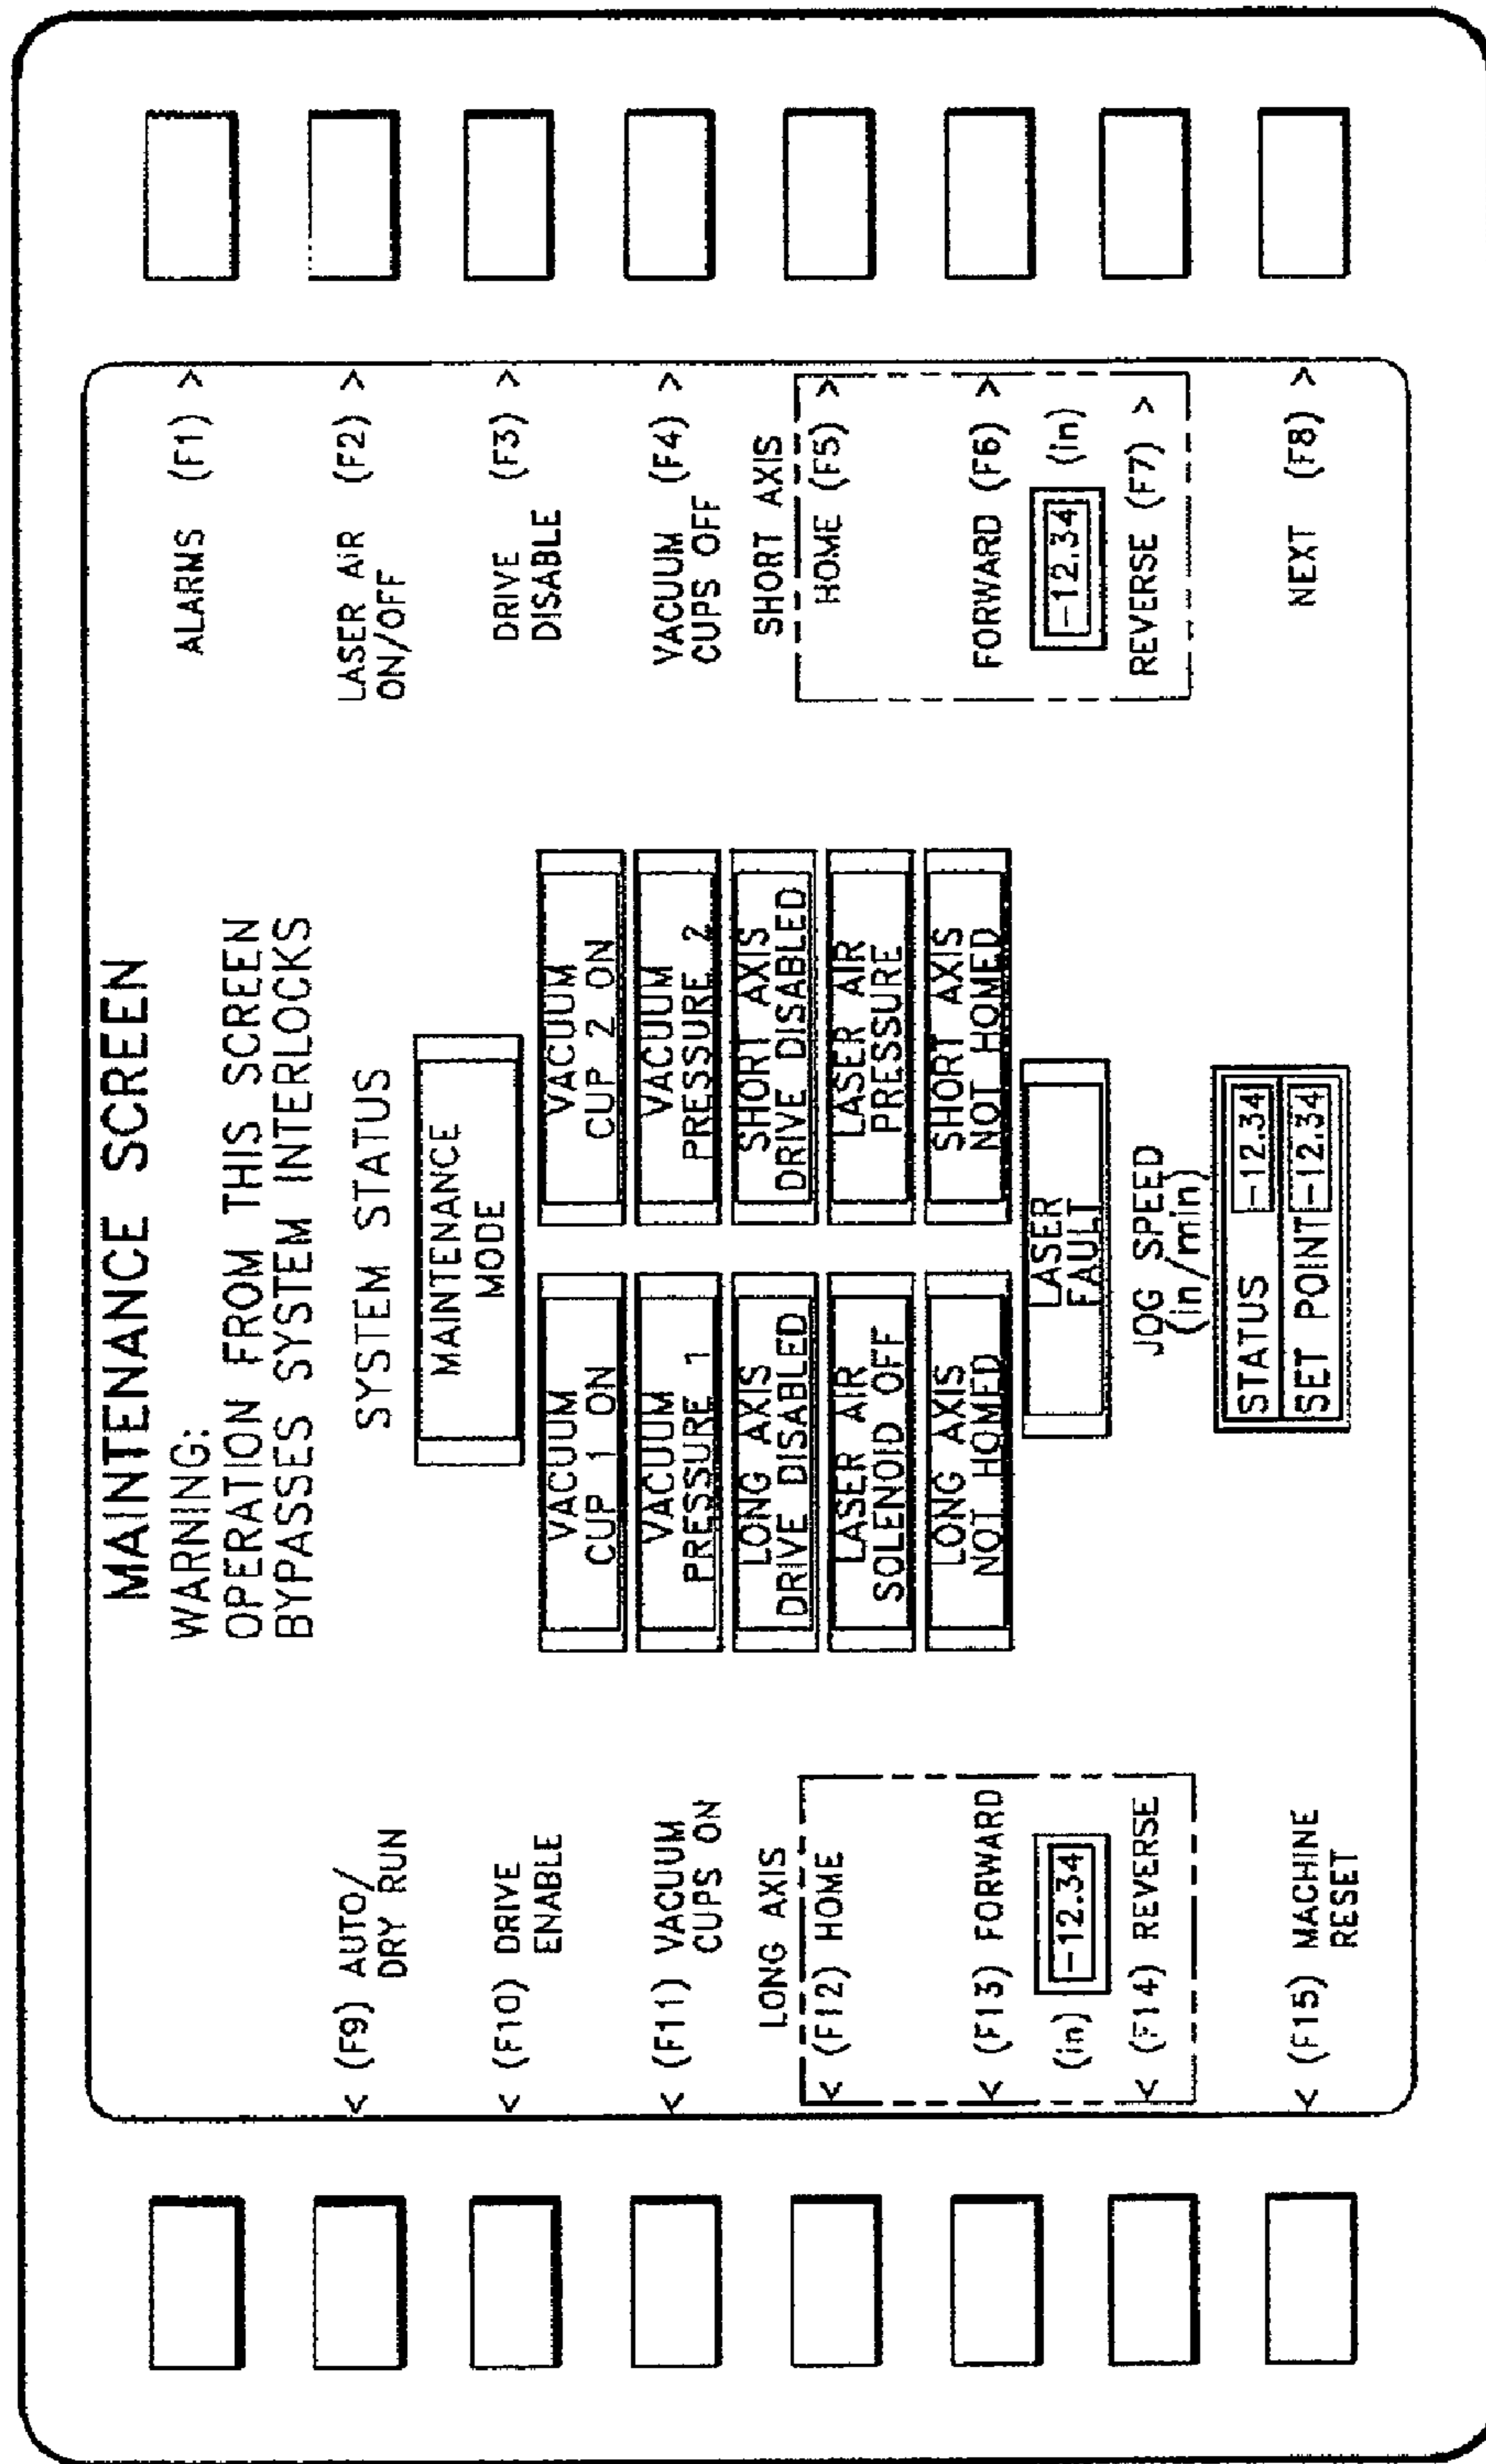 MAINTENANCE SCREEN
WARNING:
OPERATION FROM THIS SCREEN
BYPASSES SYSTEM INTERLOCKS
< (F9) AUTO/
DRY RUN
< (F10) DRIVE
ENABLE
< (F11) VACUUM
CUPS ON
LONG AXIS
< (F12) HOME
< (F13) FORWARD
(in) -12.34
< (F14) REVERSE
< (F15) MACHINE
RESET
SYSTEM STATUS
MAINTENANCE
MODE
VACUUM
CUP 1 ON
VACUUM
CUP 2 ON
VACUUM
PRESSURE 1
VACUUM
PRESSURE 2
LONG AXIS
DRIVE DISABLED
SHORT AXIS
DRIVE DISABLED
LASER AIR
SOLENOID OFF
LASER AIR
PRESSURE
LONG AXIS
NOT HOMED
SHORT AXIS
NOT HOMED
LASER
FAULT
JOG SPEED
(in/min)
STATUS -12.34
SET POINT -12.34
ALARMS (F1) >
LASER AIR (F2) >
ON/OFF
DRIVE (F3) >
DISABLE
VACUUM (F4) >
CUPS OFF
SHORT AXIS
HOME (F5) >
FORWARD (F6) >
-12.34 (in)
REVERSE (F7) >
NEXT (F8) >